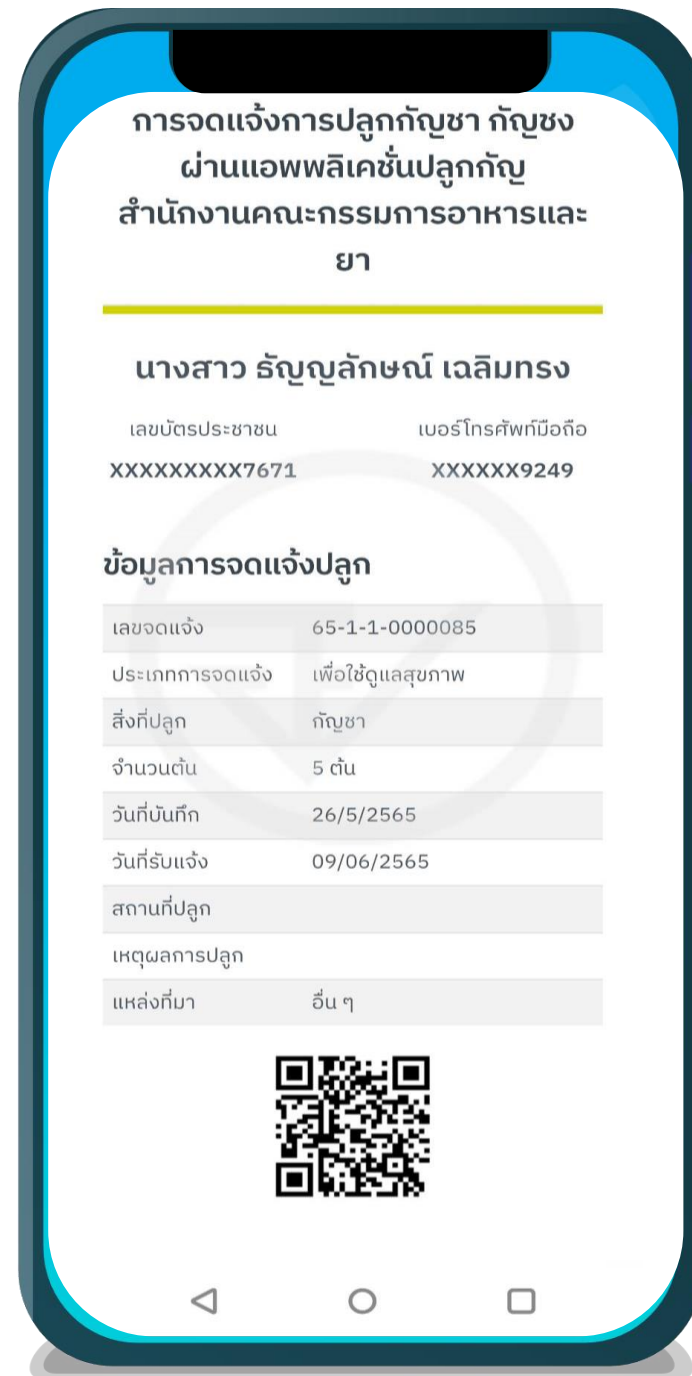 การจดแจ้งการปลูกกัญชา กัญชง
ผ่านแอพพลิเคชั่นปลูกกัญ
สำนักงานคณะกรรมการอาหารและ
ยา
นางสาว ธัญญลักษณ์ เฉลิมทรง
เลขบัตรประชาชน เบอร์โทรศัพท์มือถือ
XXXXXXXXX7671 XXXXXX9249
ข้อมูลการจดแจ้งปลูก
เลขจดแจ้ง 65-1-1-0000085
ประเภทการจดแจ้ง เพื่อใช้ดูแลสุขภาพ
สิ่งที่ปลูก กัญชา
จำนวนต้น 5 ต้น
วันที่บันทึก 26/5/2565
วันที่รับแจ้ง 09/06/2565
สถานที่ปลูก
เหตุผลการปลูก
แหล่งที่มา อื่น ๆ